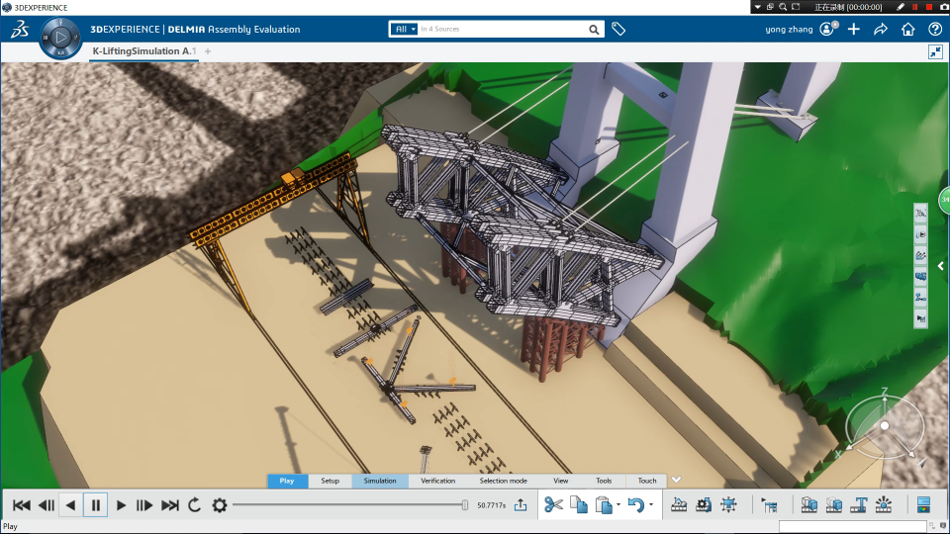 3DEXPERIENCE
正在录制 [00:00:00]
3DEXPERIENCE | DELMIA Assembly Evaluation
All
In 4 Sources
yong zhang
K-LiftingSimulation A.1
+
34
Z
X
Play Setup Simulation Verification Selection mode View Tools Touch
50.7717s
Play